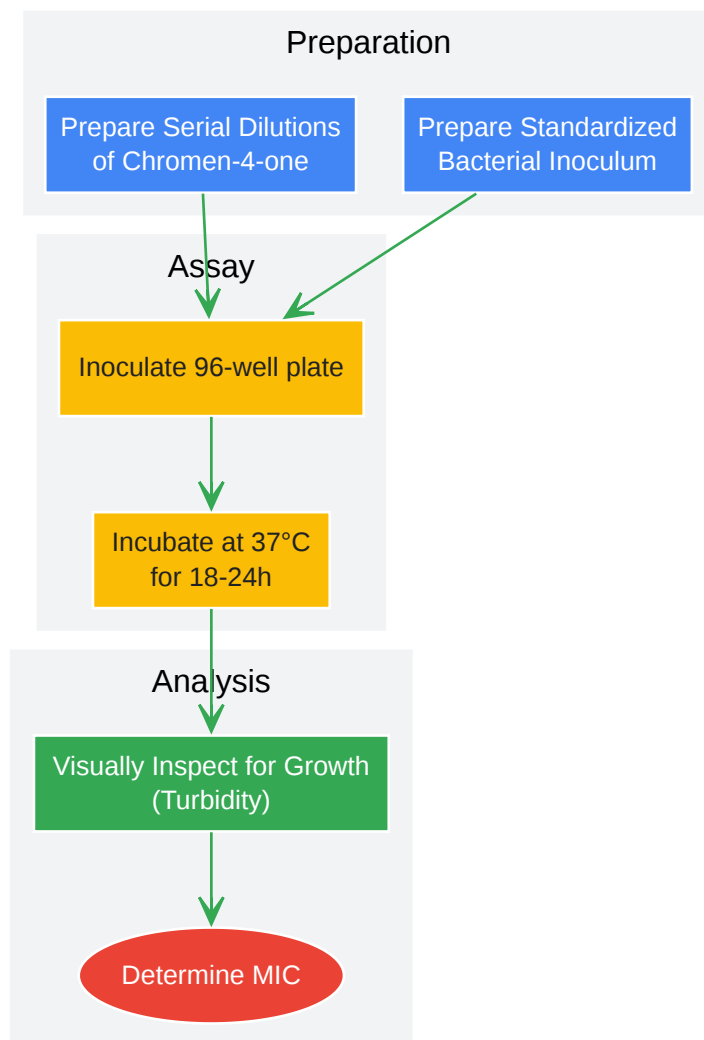 Preparation
Prepare Serial Dilutions
of Chromen-4-one
Prepare Standardized
Bacterial Inoculum
Assay
Inoculate 96-well plate
Incubate at 37°C
for 18-24h
Analysis
Visually Inspect for Growth
(Turbidity)
Determine MIC